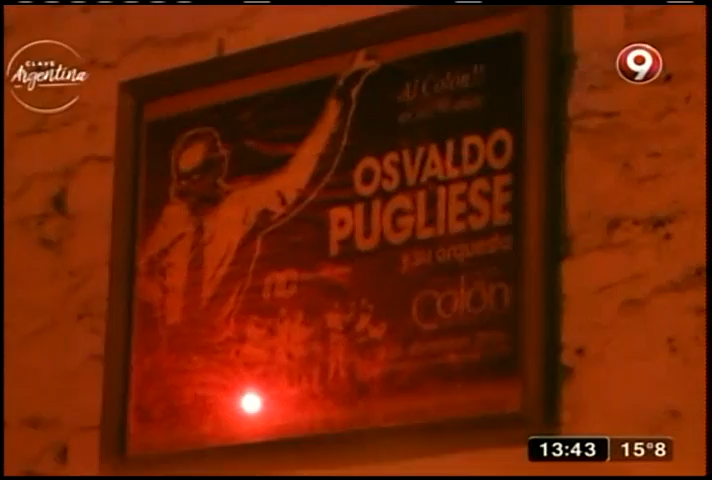 CLAVE
Argentina
9
Al Colón!!
OSVALDO
PUGLIESE
y su orquesta
Colón
13:43 15°8